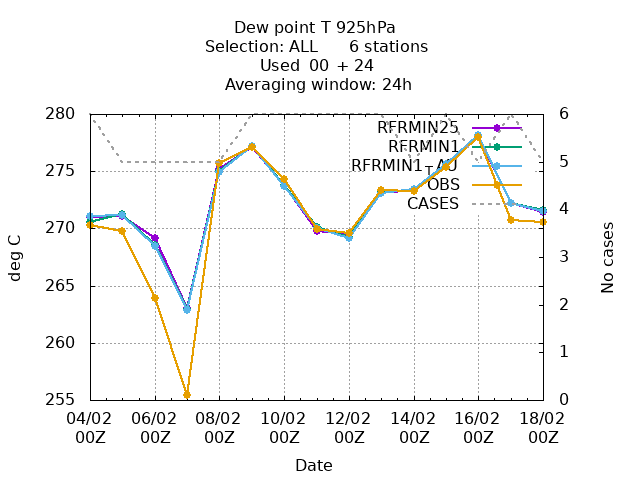 Dew point T 925hPa
Selection: ALL 6 stations
Used 00 + 24
Averaging window: 24h
280
275
270
265
260
255
6
5
4
3
2
1
0
RFRMIN25
RFRMIN1
RFRMIN1_AU
OBS
CASES
deg C
No cases
04/02 06/02 08/02 10/02 12/02 14/02 16/02 18/02
00Z 00Z 00Z 00Z 00Z 00Z 00Z 00Z
Date